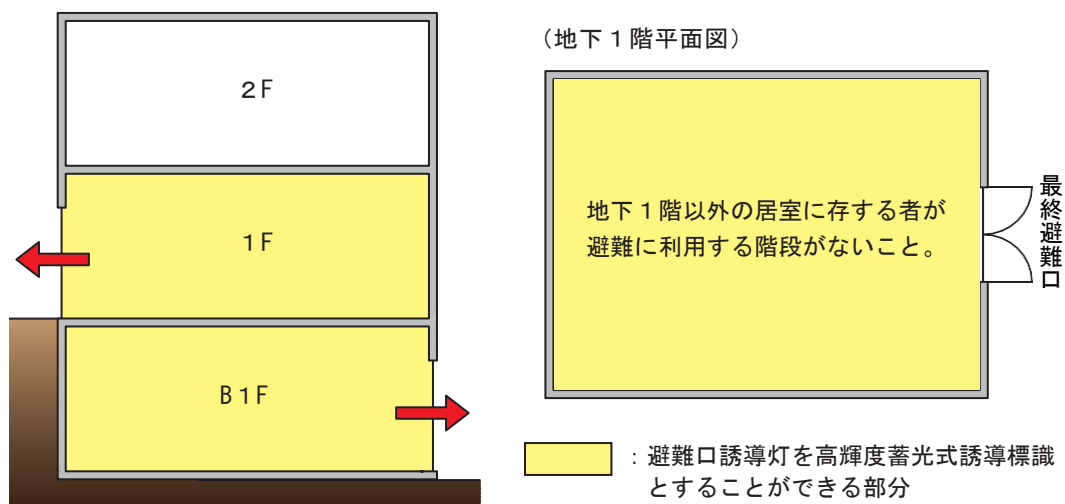 2F
1F
B1F
(地下1階平面図)
地下1階以外の居室に存する者が
避難に利用する階段がないこと。
最終避難口
:避難口誘導灯を高輝度蓄光式誘導標識
とすることができる部分